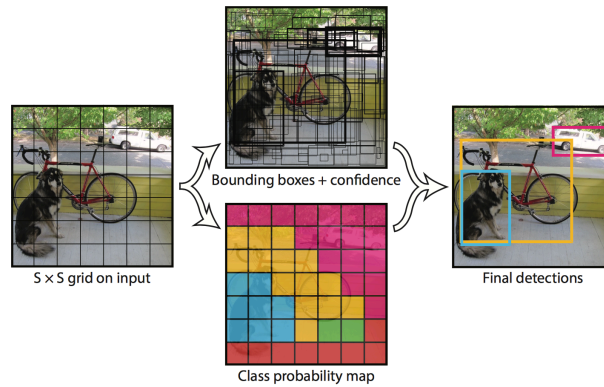 S × S grid on input
Bounding boxes + confidence
Class probability map
Final detections